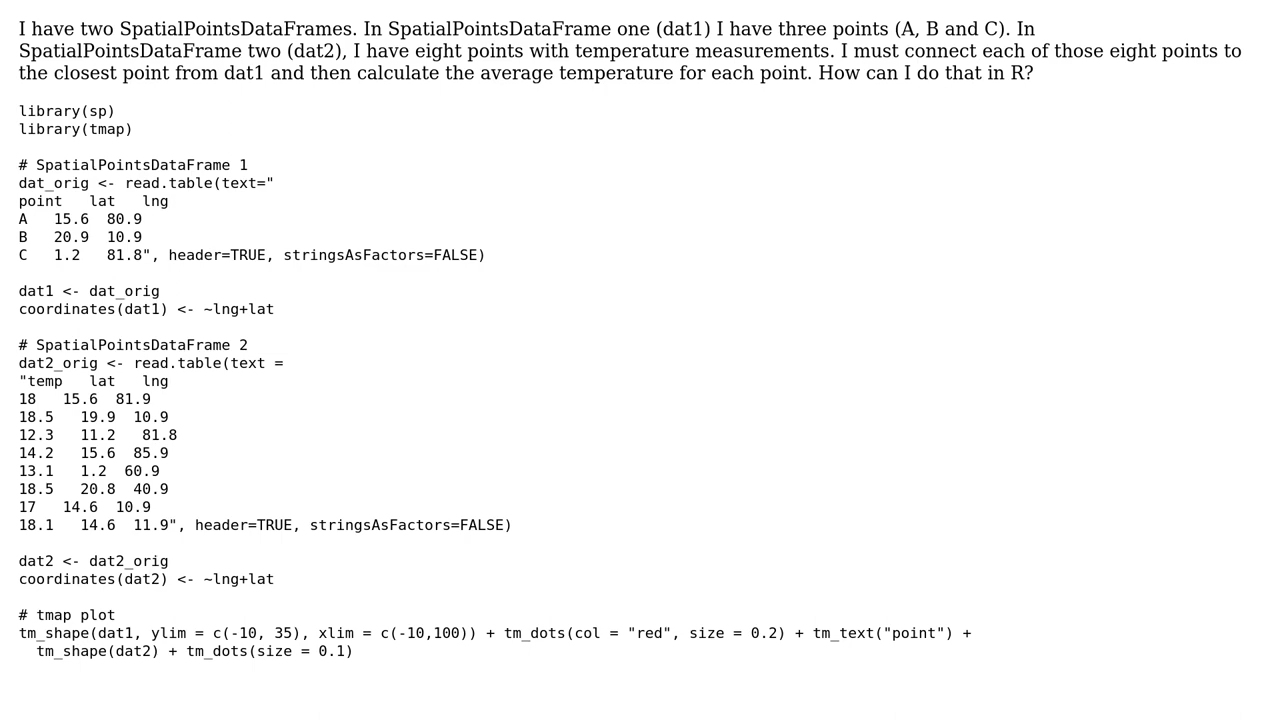 I have two SpatialPointsDataFrames. In SpatialPointsDataFrame one (dat1) I have three points (A, B and C). In
SpatialPointsDataFrame two (dat2), I have eight points with temperature measurements. I must connect each of those eight points to
the closest point from dat1 and then calculate the average temperature for each point. How can I do that in R?

library(sp)
library(tmap)

# SpatialPointsDataFrame 1
dat_orig <- read.table(text="
point   lat   lng
A   15.6  80.9
B   20.9  10.9
C   1.2   81.8", header=TRUE, stringsAsFactors=FALSE)

dat1 <- dat_orig
coordinates(dat1) <- ~lng+lat

# SpatialPointsDataFrame 2
dat2_orig <- read.table(text =
"temp   lat   lng
18   15.6  81.9
18.5   19.9  10.9
12.3   11.2   81.8
14.2   15.6  85.9
13.1   1.2  60.9
18.5   20.8  40.9
17   14.6  10.9
18.1   14.6  11.9", header=TRUE, stringsAsFactors=FALSE)

dat2 <- dat2_orig
coordinates(dat2) <- ~lng+lat

# tmap plot
tm_shape(dat1, ylim = c(-10, 35), xlim = c(-10,100)) + tm_dots(col = "red", size = 0.2) + tm_text("point") +
  tm_shape(dat2) + tm_dots(size = 0.1)